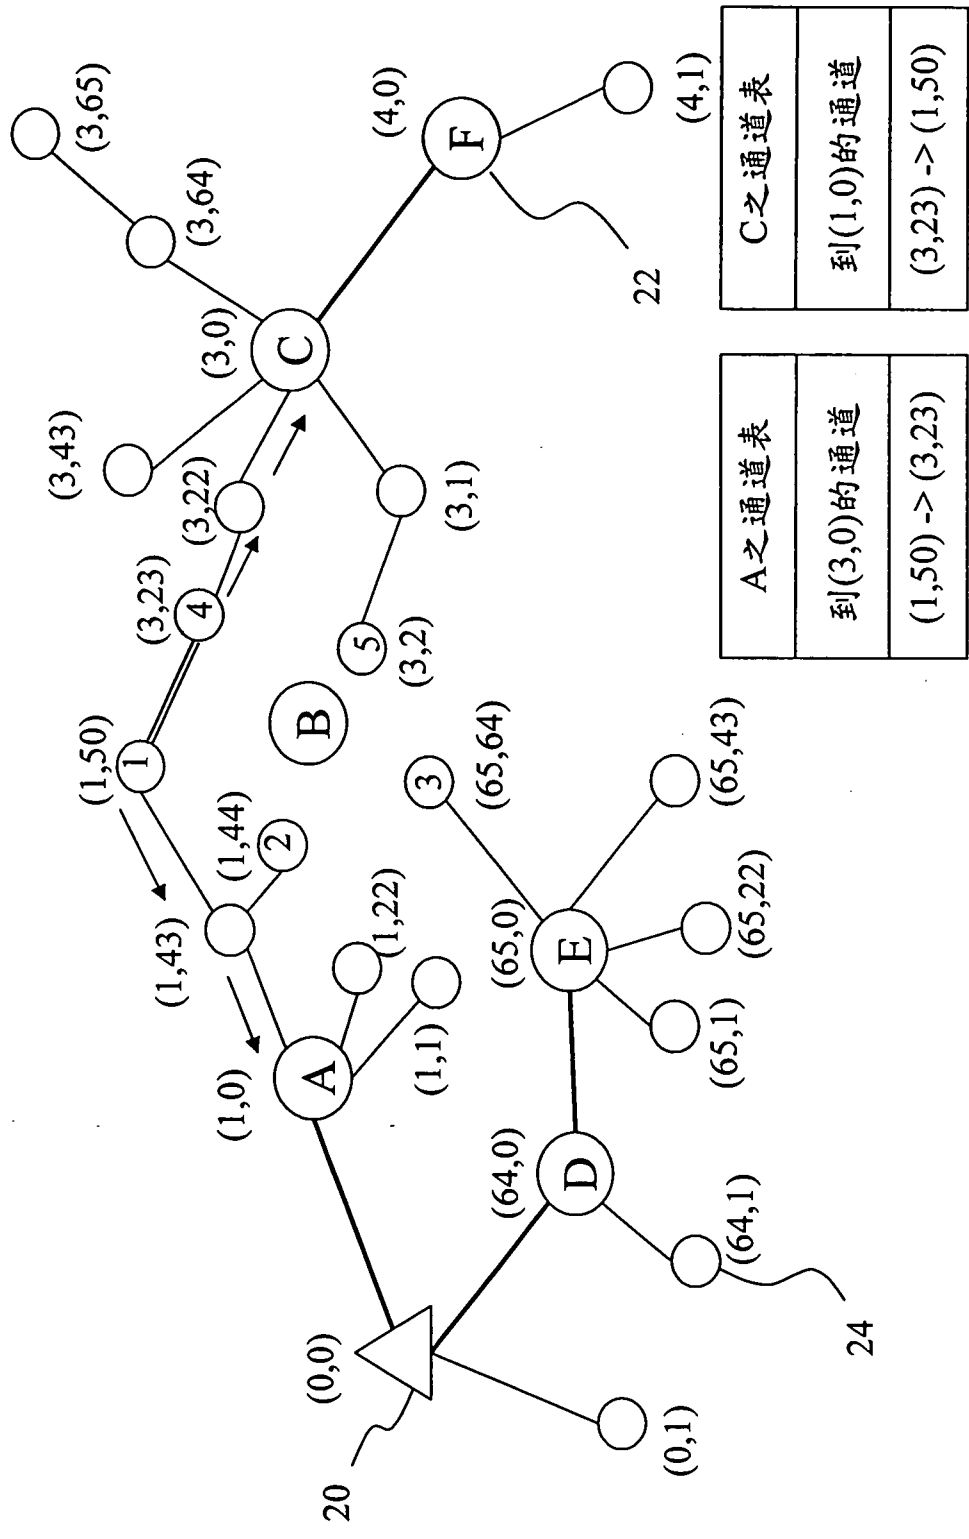 (0,0)
20
(0,1)
(1,0)
A
(1,1)
(1,22)
(1,43)
(1,44)
2
(1,50)
1
(3,23)
4
(3,22)
(3,43)
(3,0)
C
(3,64)
(3,65)
(3,1)
(3,2)
5
B
(4,0)
F
(4,1)
22
(64,0)
D
(64,1)
24
(65,0)
E
(65,1)
(65,22)
(65,43)
(65,64)
3
A之通道表
到(3,0)的通道
(1,50) -> (3,23)
C之通道表
到(1,0)的通道
(3,23) -> (1,50)